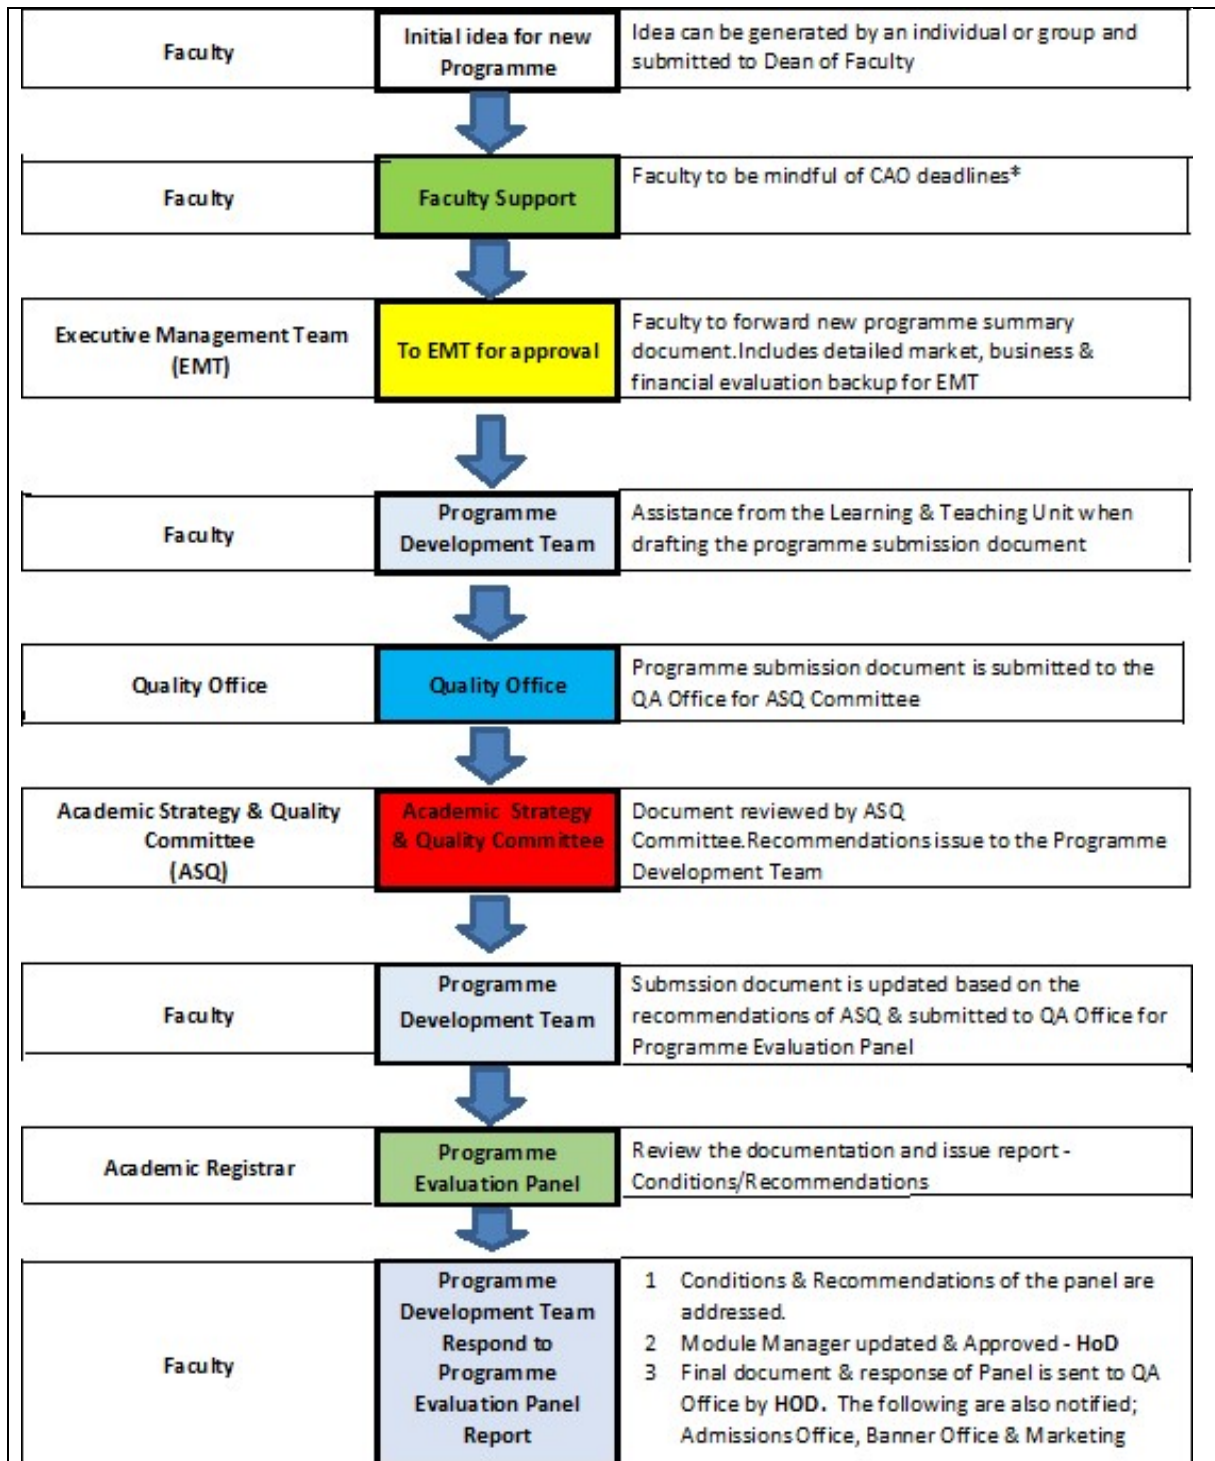 Faculty
Initial idea for new
Programme
Idea can be generated by an individual or group and
submitted to Dean of Faculty
Faculty
Faculty Support
Faculty to be mindful of CAO deadlines*
Executive Management Team
(EMT)
To EMT for approval
Faculty to forward new programme summary
document.Includes detailed market, business &
financial evaluation backup for EMT
Faculty
Programme
Development Team
Assistance from the Learning & Teaching Unit when
drafting the programme submission document
Quality Office
Quality Office
Programme submission document is submitted to the
QA Office for ASQ Committee
Academic Strategy & Quality
Committee
(ASQ)
Academic Strategy
& Quality Committee
Document reviewed by ASQ
Committee.Recommendations issue to the Programme
Development Team
Faculty
Programme
Development Team
Submssion document is updated based on the
recommendations of ASQ & submitted to QA Office for
Programme Evaluation Panel
Academic Registrar
Programme
Evaluation Panel
Review the documentation and issue report -
Conditions/Recommendations
Faculty
Programme
Development Team
Respond to
Programme
Evaluation Panel
Report
1 Conditions & Recommendations of the panel are
addressed.
2 Module Manager updated & Approved - HoD
3 Final document & response of Panel is sent to QA
Office by HOD. The following are also notified;
Admissions Office, Banner Office & Marketing